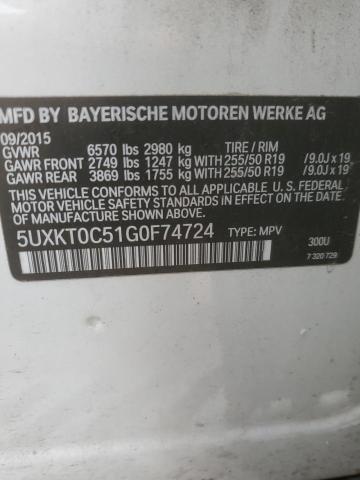 MFD BY BAYERISCHE MOTOREN WERKE AG
09/2015
GVWR 6570 lbs 2980 kg TIRE / RIM
GAWR FRONT 2749 lbs 1247 kg WITH 255/50 R19 / 9.0J x 19
GAWR REAR 3869 lbs 1755 kg WITH 255/50 R19 / 9.0J x 19
THIS VEHICLE CONFORMS TO ALL APPLICABLE U. S. FEDERAL
MOTOR VEHICLE SAFETY STANDARDS IN EFFECT ON THE
DATE OF MANUFACTURE SHOWN ABOVE.
5UXKT0C51G0F74724 TYPE: MPV
300U
7 320 729